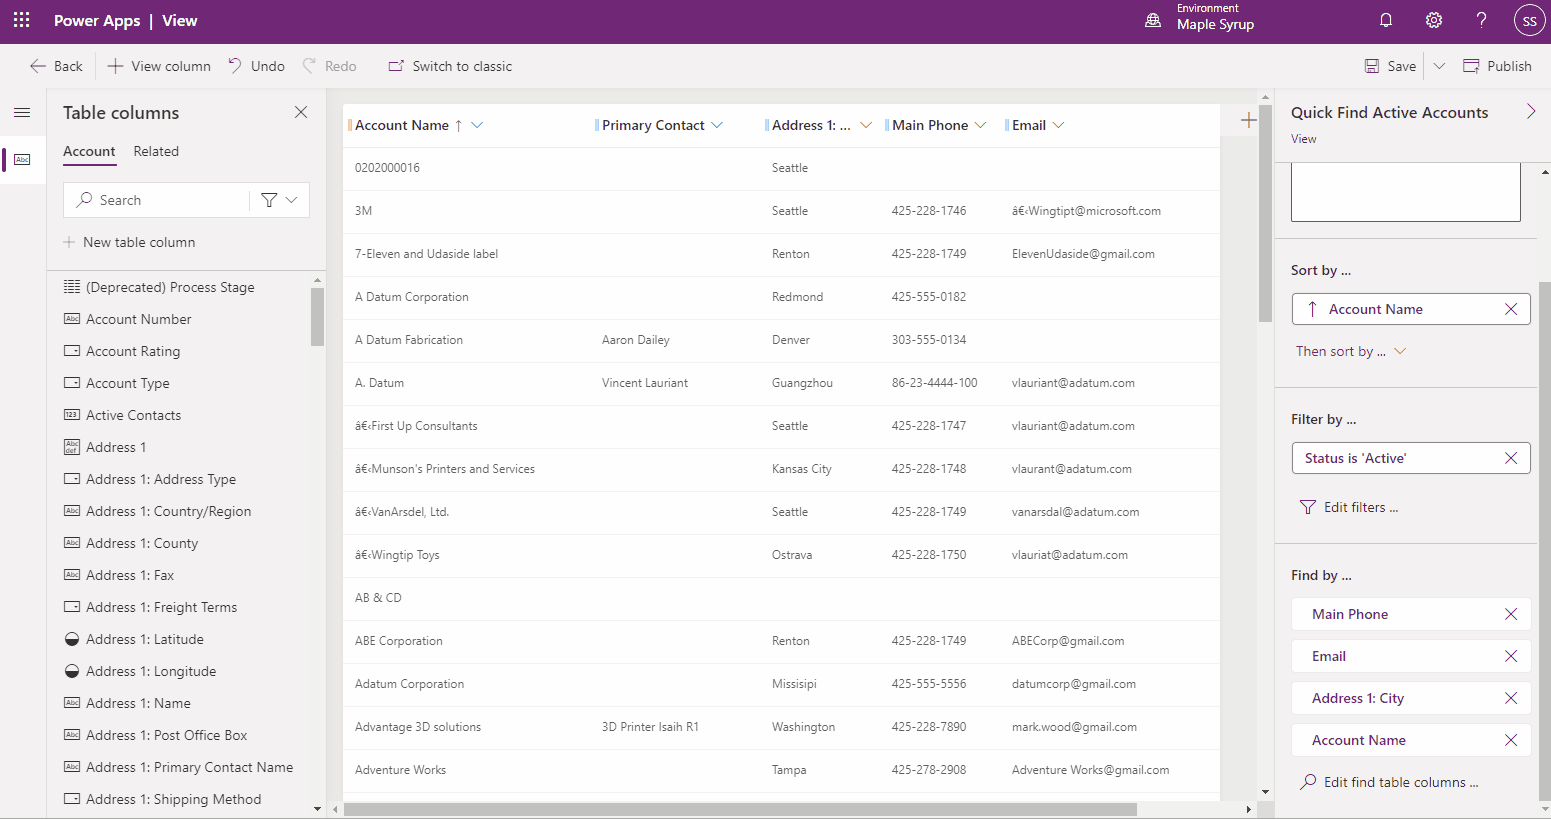 Power Apps | View
Environment
Maple Syrup
SS
Back
View column
Undo
Redo
Switch to classic
Save
Publish
Table columns
Account Related
Search
New table column
(Deprecated) Process Stage
Abc Account Number
Account Rating
Account Type
123 Active Contacts
Abc def Address 1
Address 1: Address Type
Abc Address 1: Country/Region
Abc Address 1: County
Abc Address 1: Fax
Address 1: Freight Terms
Address 1: Latitude
Address 1: Longitude
Abc Address 1: Name
Abc Address 1: Post Office Box
Abc Address 1: Primary Contact Name
Address 1: Shipping Method
Abc
Account Name ↑ Primary Contact Address 1: ... Main Phone Email
0202000016 Seattle
3M Seattle 425-228-1746 â€‹Wingtipt@microsoft.com
7-Eleven and Udaside label Renton 425-228-1749 ElevenUdaside@gmail.com
A Datum Corporation Redmond 425-555-0182
A Datum Fabrication Aaron Dailey Denver 303-555-0134
A. Datum Vincent Lauriant Guangzhou 86-23-4444-100 vlauriant@adatum.com
â€‹First Up Consultants Seattle 425-228-1747 vlauriant@adatum.com
â€‹Munson's Printers and Services Kansas City 425-228-1748 vlaurant@adatum.com
â€‹VanArsdel, Ltd. Seattle 425-228-1749 vanarsdal@adatum.com
â€‹Wingtip Toys Ostrava 425-228-1750 vlauriat@adatum.com
AB & CD
ABE Corporation Renton 425-228-1749 ABECorp@gmail.com
Adatum Corporation Missisipi 425-555-5556 datumcorp@gmail.com
Advantage 3D solutions 3D Printer Isaih R1 Washington 425-228-7890 mark.wood@gmail.com
Adventure Works Tampa 425-278-2908 Adventure Works@gmail.com
Quick Find Active Accounts
View
Sort by ...
↑ Account Name
Then sort by ...
Filter by ...
Status is 'Active'
Edit filters ...
Find by ...
Main Phone
Email
Address 1: City
Account Name
Edit find table columns ...